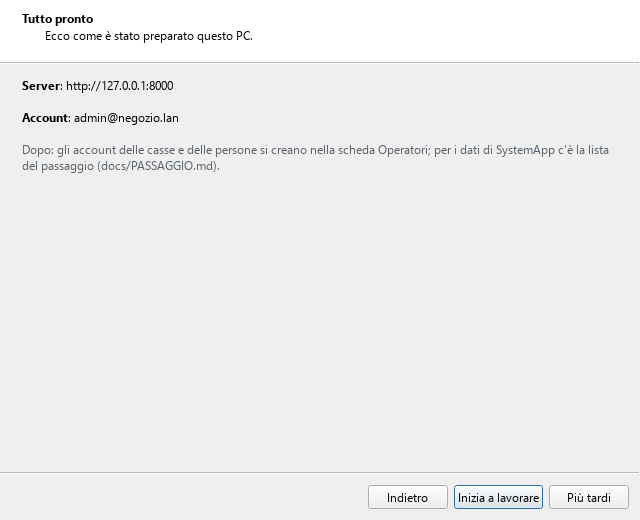 Tutto pronto
Ecco come è stato preparato questo PC.
Server: http://127.0.0.1:8000
Account: admin@negozio.lan
Dopo: gli account delle casse e delle persone si creano nella scheda Operatori; per i dati di SystemApp c'è la lista
del passaggio (docs/PASSAGGIO.md).
Indietro
Inizia a lavorare
Più tardi